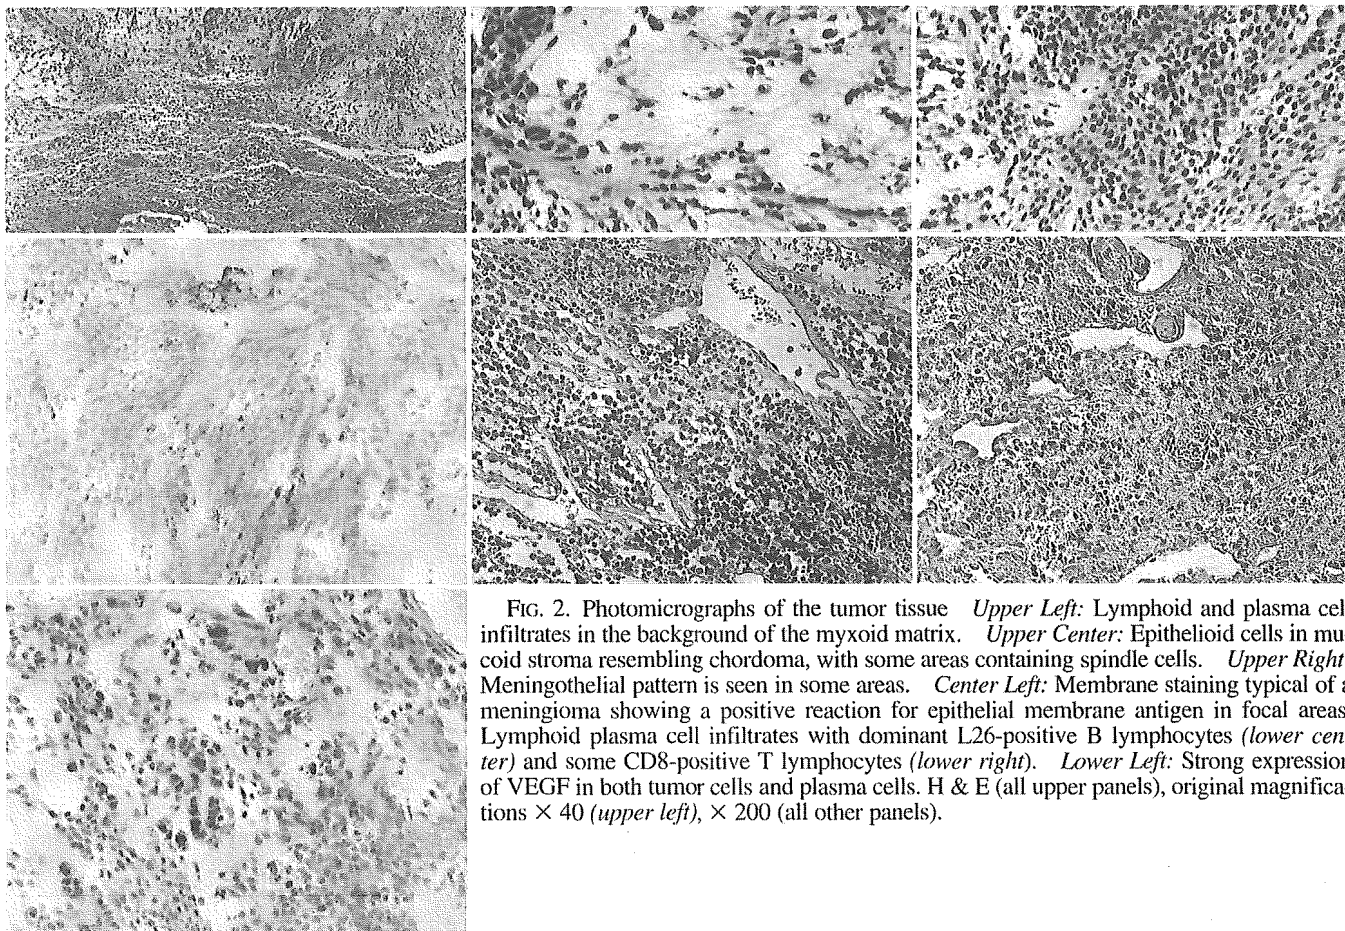 FIG. 2. Photomicrographs of the tumor tissue Upper Left: Lymphoid and plasma cel
infiltrates in the background of the myxoid matrix. Upper Center: Epithelioid cells in mu
coid stroma resembling chordoma, with some areas containing spindle cells. Upper Right
Meningothelial pattern is seen in some areas. Center Left: Membrane staining typical of a
meningioma showing a positive reaction for epithelial membrane antigen in focal areas
Lymphoid plasma cell infiltrates with dominant L26-positive B lymphocytes (lower cen
ter) and some CD8-positive T lymphocytes (lower right). Lower Left: Strong expression
of VEGF in both tumor cells and plasma cells. H & E (all upper panels), original magnifica
tions × 40 (upper left), × 200 (all other panels).